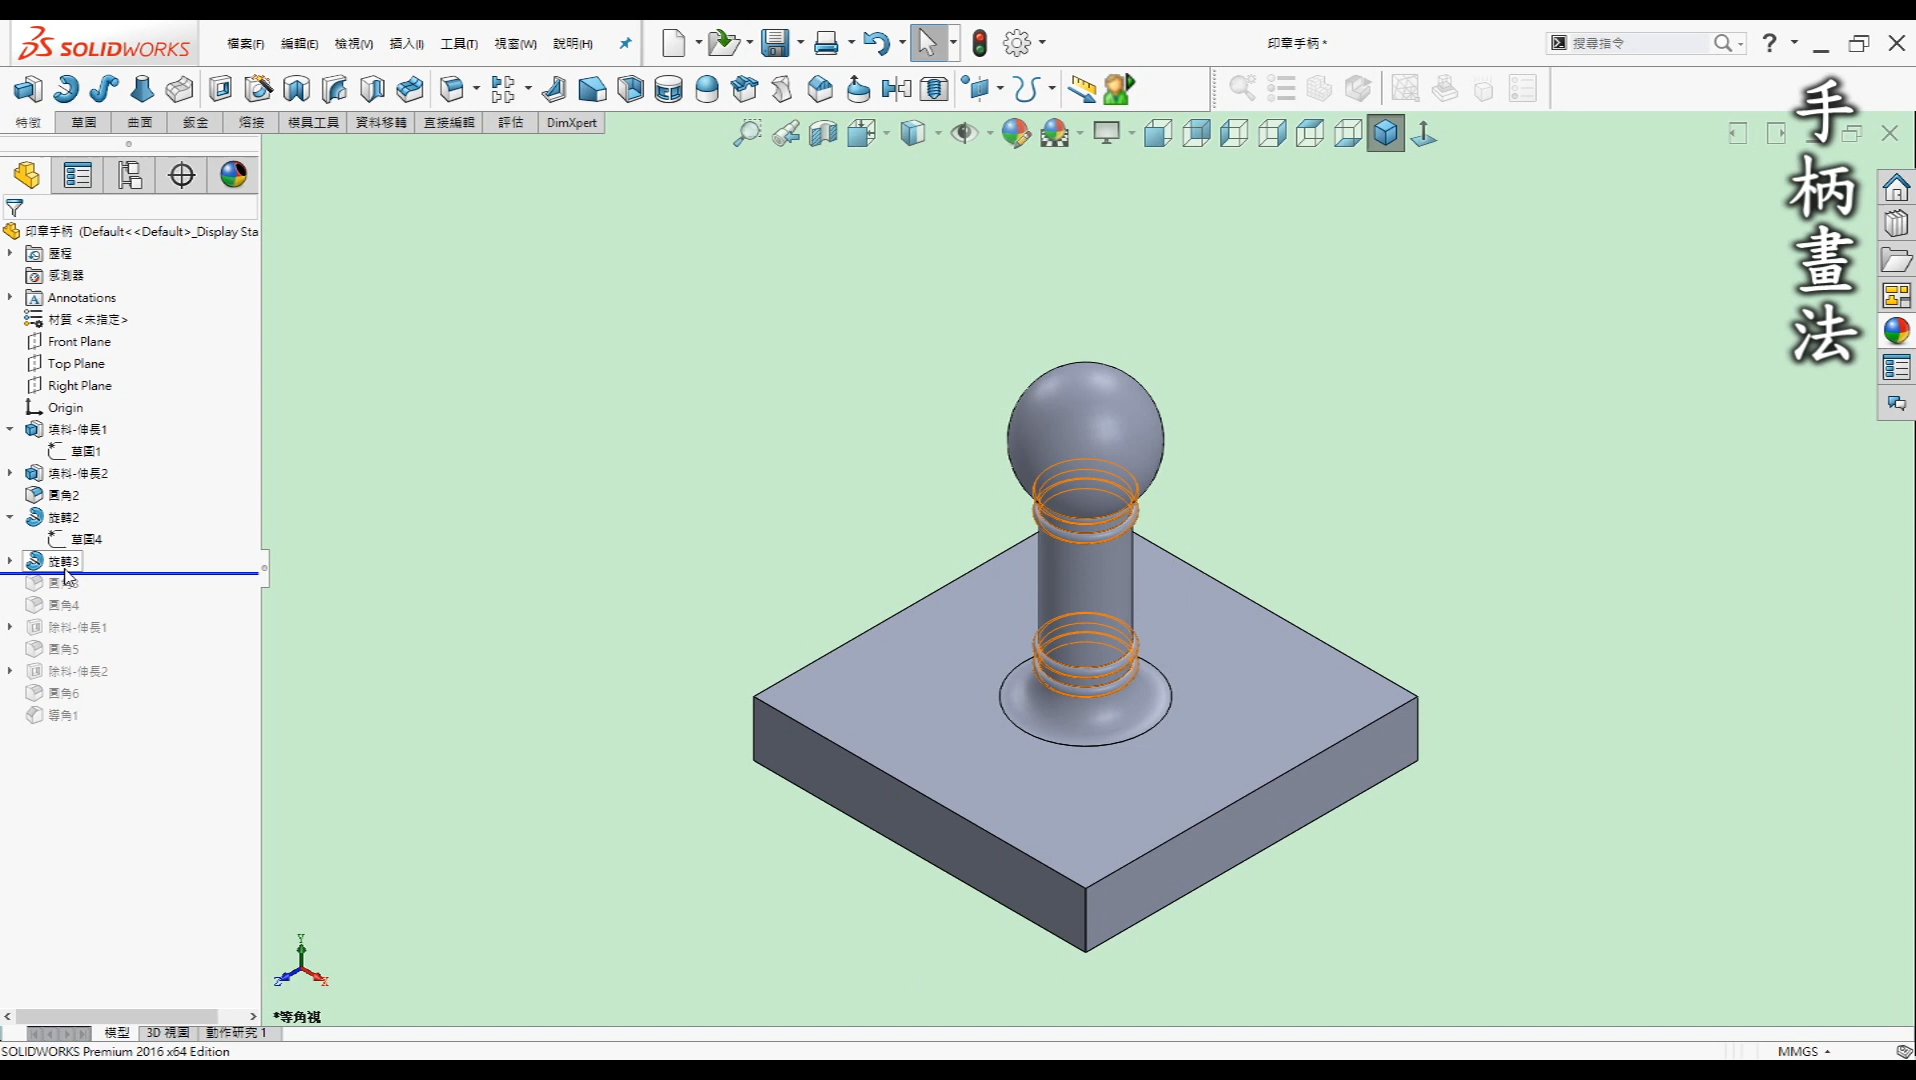 SOLIDWORKS
檔案(F) 編輯(E) 檢視(V) 插入(I) 工具(T) 視窗(W) 說明(H)
印章手柄 *
搜尋指令
特徵 草圖 曲面 鈑金 熔接 模具工具 資料移轉 直接編輯 評估 DimXpert
手柄畫法
印章手柄 (Default<<Default>_Display Sta
歷程
感測器
Annotations
材質 <未指定>
Front Plane
Top Plane
Right Plane
Origin
填料-伸長1
草圖1
填料-伸長2
圓角2
旋轉2
草圖4
旋轉3
圓角3
圓角4
除料-伸長1
圓角5
除料-伸長2
圓角6
導角1
Y
Z
X
*等角視
模型 3D 視圖 動作研究 1
SOLIDWORKS Premium 2016 x64 Edition
MMGS